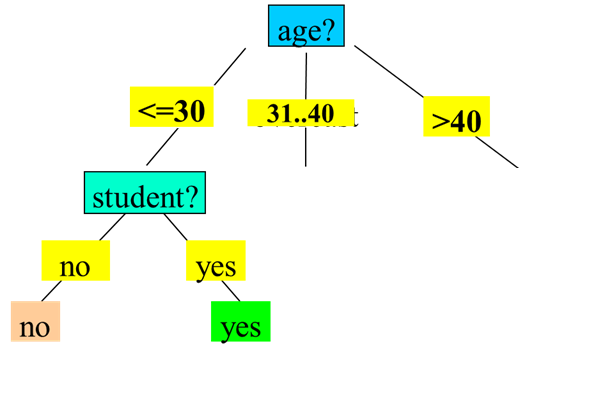 age?
<=30
31..40
>40
student?
no
yes
no
yes